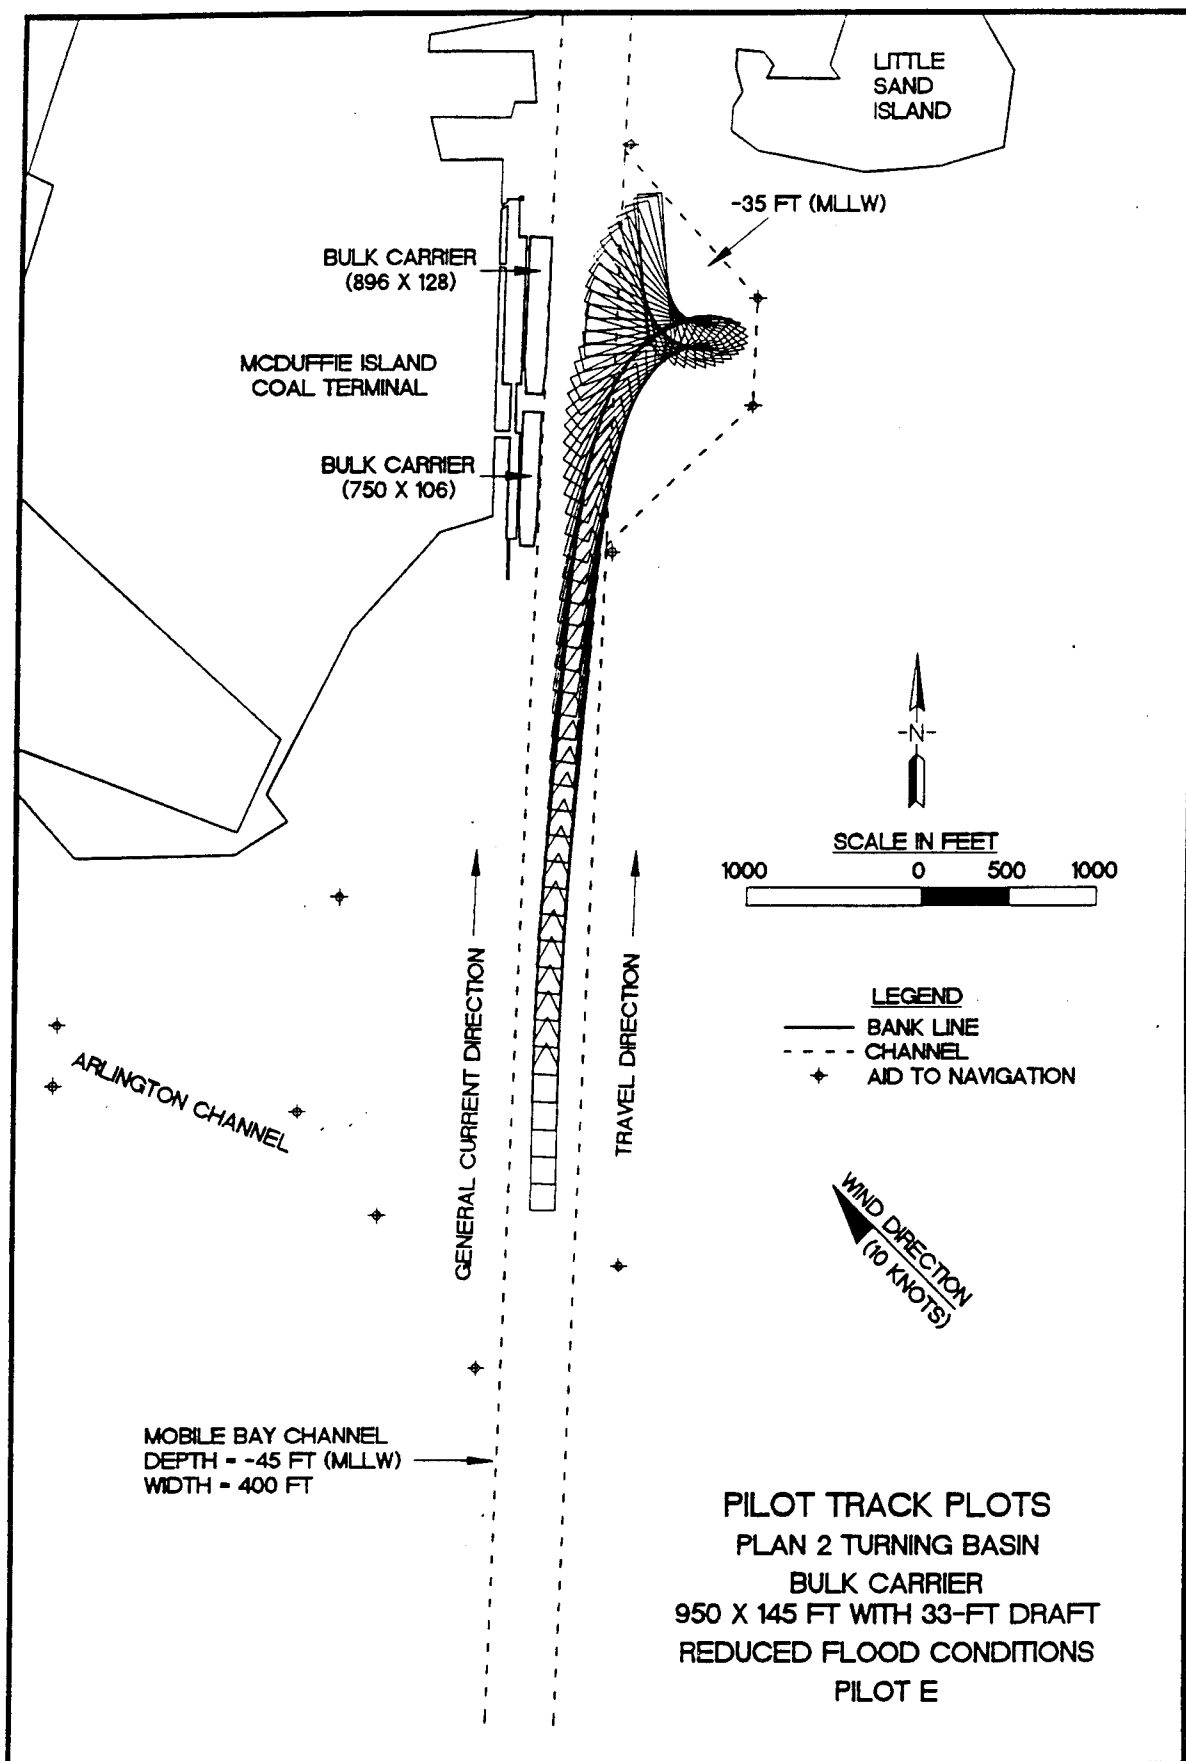 LITTLE
SAND
ISLAND
-35 FT (MLLW)
BULK CARRIER
(896 X 128)
MCDUFFIE ISLAND
COAL TERMINAL
BULK CARRIER
(750 X 106)
-N-
SCALE IN FEET
1000 0 500 1000
LEGEND
BANK LINE
CHANNEL
AID TO NAVIGATION
GENERAL CURRENT DIRECTION
TRAVEL DIRECTION
ARLINGTON CHANNEL
WIND DIRECTION
(10 KNOTS)
MOBILE BAY CHANNEL
DEPTH = -45 FT (MLLW)
WIDTH = 400 FT
PILOT TRACK PLOTS
PLAN 2 TURNING BASIN
BULK CARRIER
950 X 145 FT WITH 33-FT DRAFT
REDUCED FLOOD CONDITIONS
PILOT E